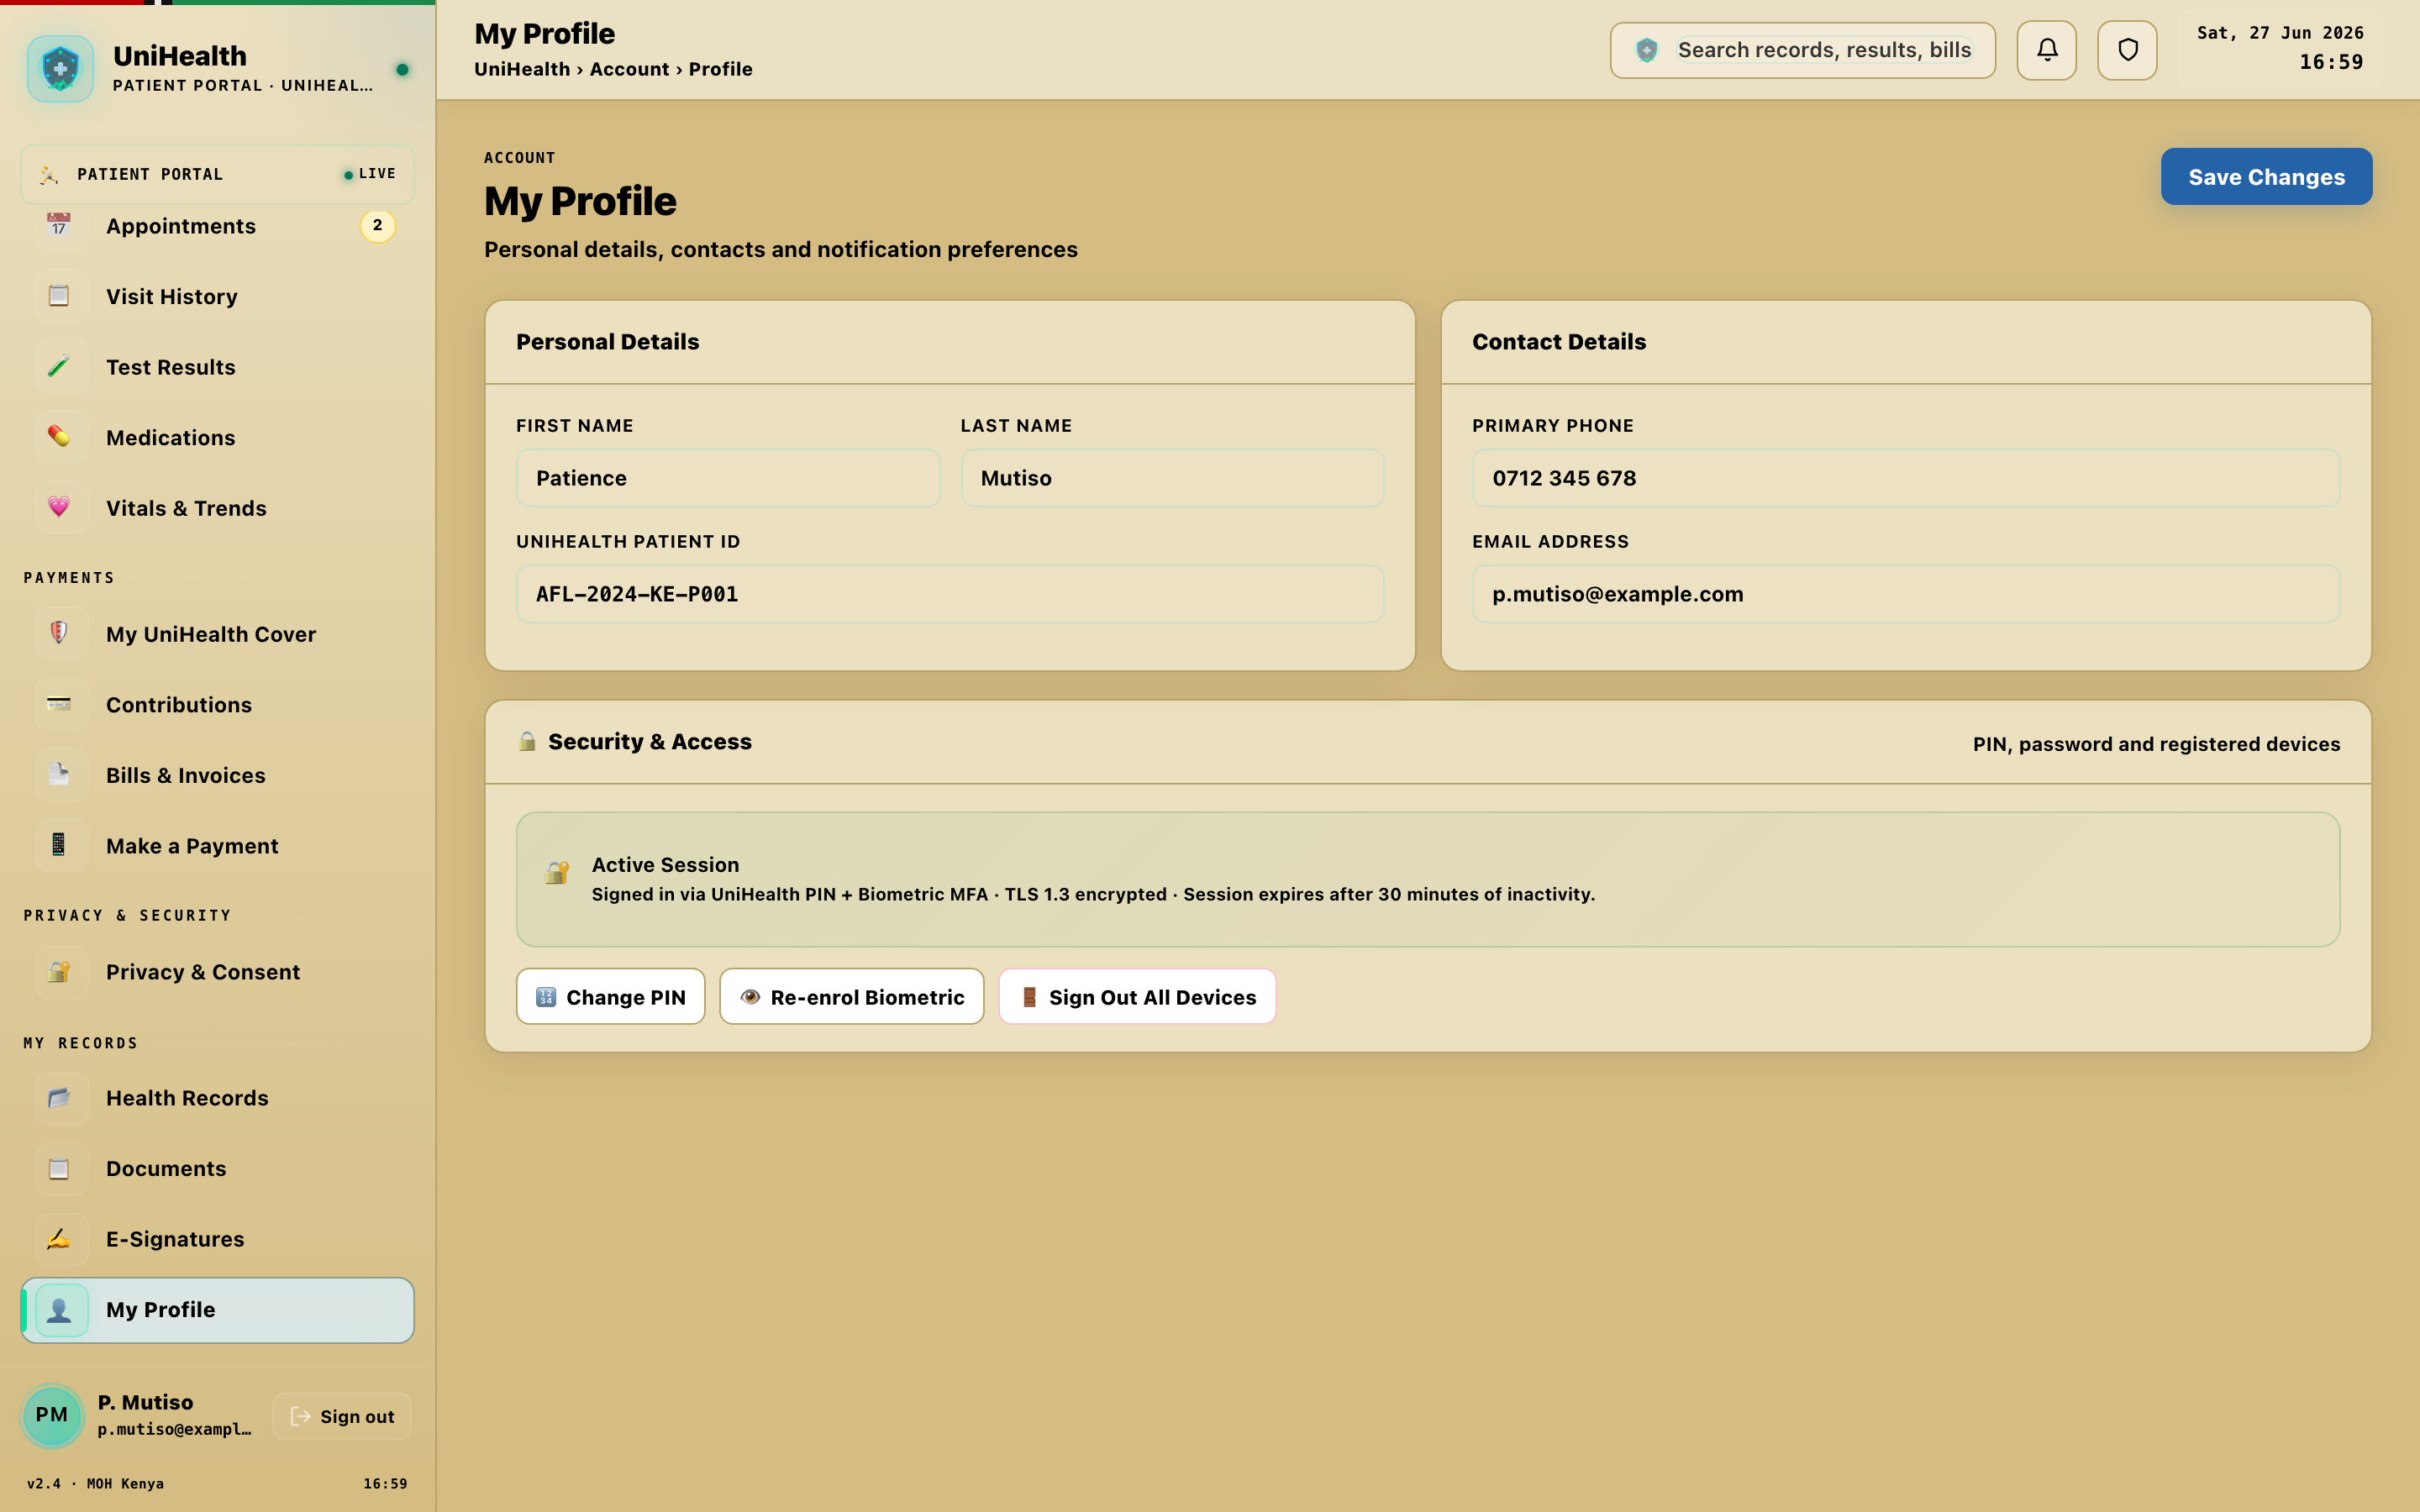 UniHealth
PATIENT PORTAL · UNIHEAL…
PATIENT PORTAL
LIVE
Appointments
2
Visit History
Test Results
Medications
Vitals & Trends
PAYMENTS
My UniHealth Cover
Contributions
Bills & Invoices
Make a Payment
PRIVACY & SECURITY
Privacy & Consent
MY RECORDS
Health Records
Documents
E-Signatures
My Profile
PM
P. Mutiso
p.mutiso@exampl…
Sign out
v2.4 · MOH Kenya
16:59
My Profile
UniHealth › Account › Profile
Search records, results, bills
Sat, 27 Jun 2026
16:59
ACCOUNT
My Profile
Personal details, contacts and notification preferences
Save Changes
Personal Details
FIRST NAME
LAST NAME
Patience
Mutiso
UNIHEALTH PATIENT ID
AFL-2024-KE-P001
Contact Details
PRIMARY PHONE
0712 345 678
EMAIL ADDRESS
p.mutiso@example.com
Security & Access
PIN, password and registered devices
Active Session
Signed in via UniHealth PIN + Biometric MFA · TLS 1.3 encrypted · Session expires after 30 minutes of inactivity.
Change PIN
Re-enrol Biometric
Sign Out All Devices